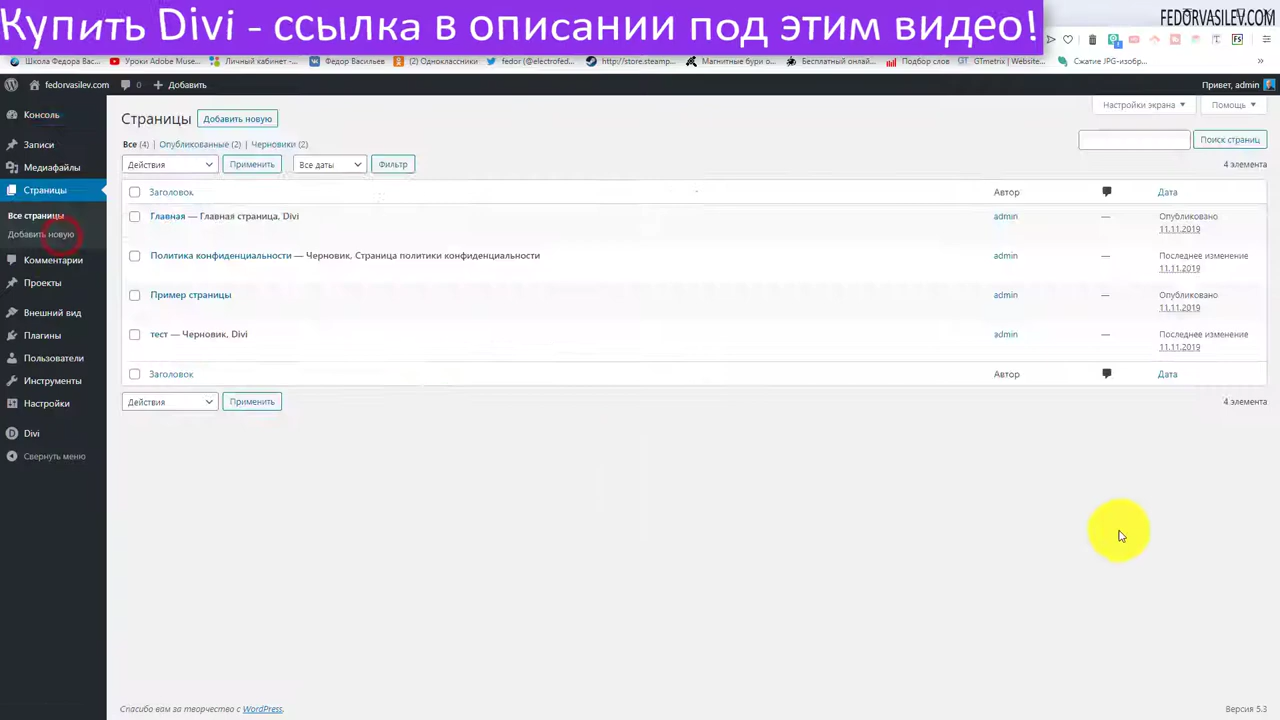 Купить Divi - ссылка в описании под этим видео!
FEDORVASILEV.COM
Школа Федора Вас...
Уроки Adobe Muse...
Личный кабинет -...
Федор Васильев
(2) Одноклассники
fedor (@electrofed...
http://store.steamp...
Магнитные бури о...
Бесплатный онлай...
Подбор слов
GTmetrix | Website...
Сжатие JPG-изобр...
fedorvasilev.com
0
Добавить
Привет, admin
Консоль
Записи
Медиафайлы
Страницы
Все страницы
Добавить новую
Комментарии
Проекты
Внешний вид
Плагины
Пользователи
Инструменты
Настройки
Divi
Свернуть меню
Страницы
Добавить новую
Настройки экрана
Помощь
Все (4) | Опубликованные (2) | Черновики (2)
Поиск страниц
Действия
Применить
Все даты
Фильтр
4 элемента
Заголовок
Автор
Дата
Главная — Главная страница, Divi
admin
—
Опубликовано
11.11.2019
Политика конфиденциальности — Черновик, Страница политики конфиденциальности
admin
—
Последнее изменение
11.11.2019
Пример страницы
admin
—
Опубликовано
11.11.2019
тест — Черновик, Divi
admin
—
Последнее изменение
11.11.2019
Заголовок
Автор
Дата
Действия
Применить
4 элемента
Спасибо вам за творчество с WordPress.
Версия 5.3